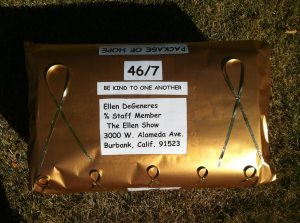 PACKAGE OF HOPE
46/7
BE KIND TO ONE ANOTHER
Ellen DeGeneres
% Staff Member
The Ellen Show
3000 W. Alameda Ave.
Burbank, Calif. 91523